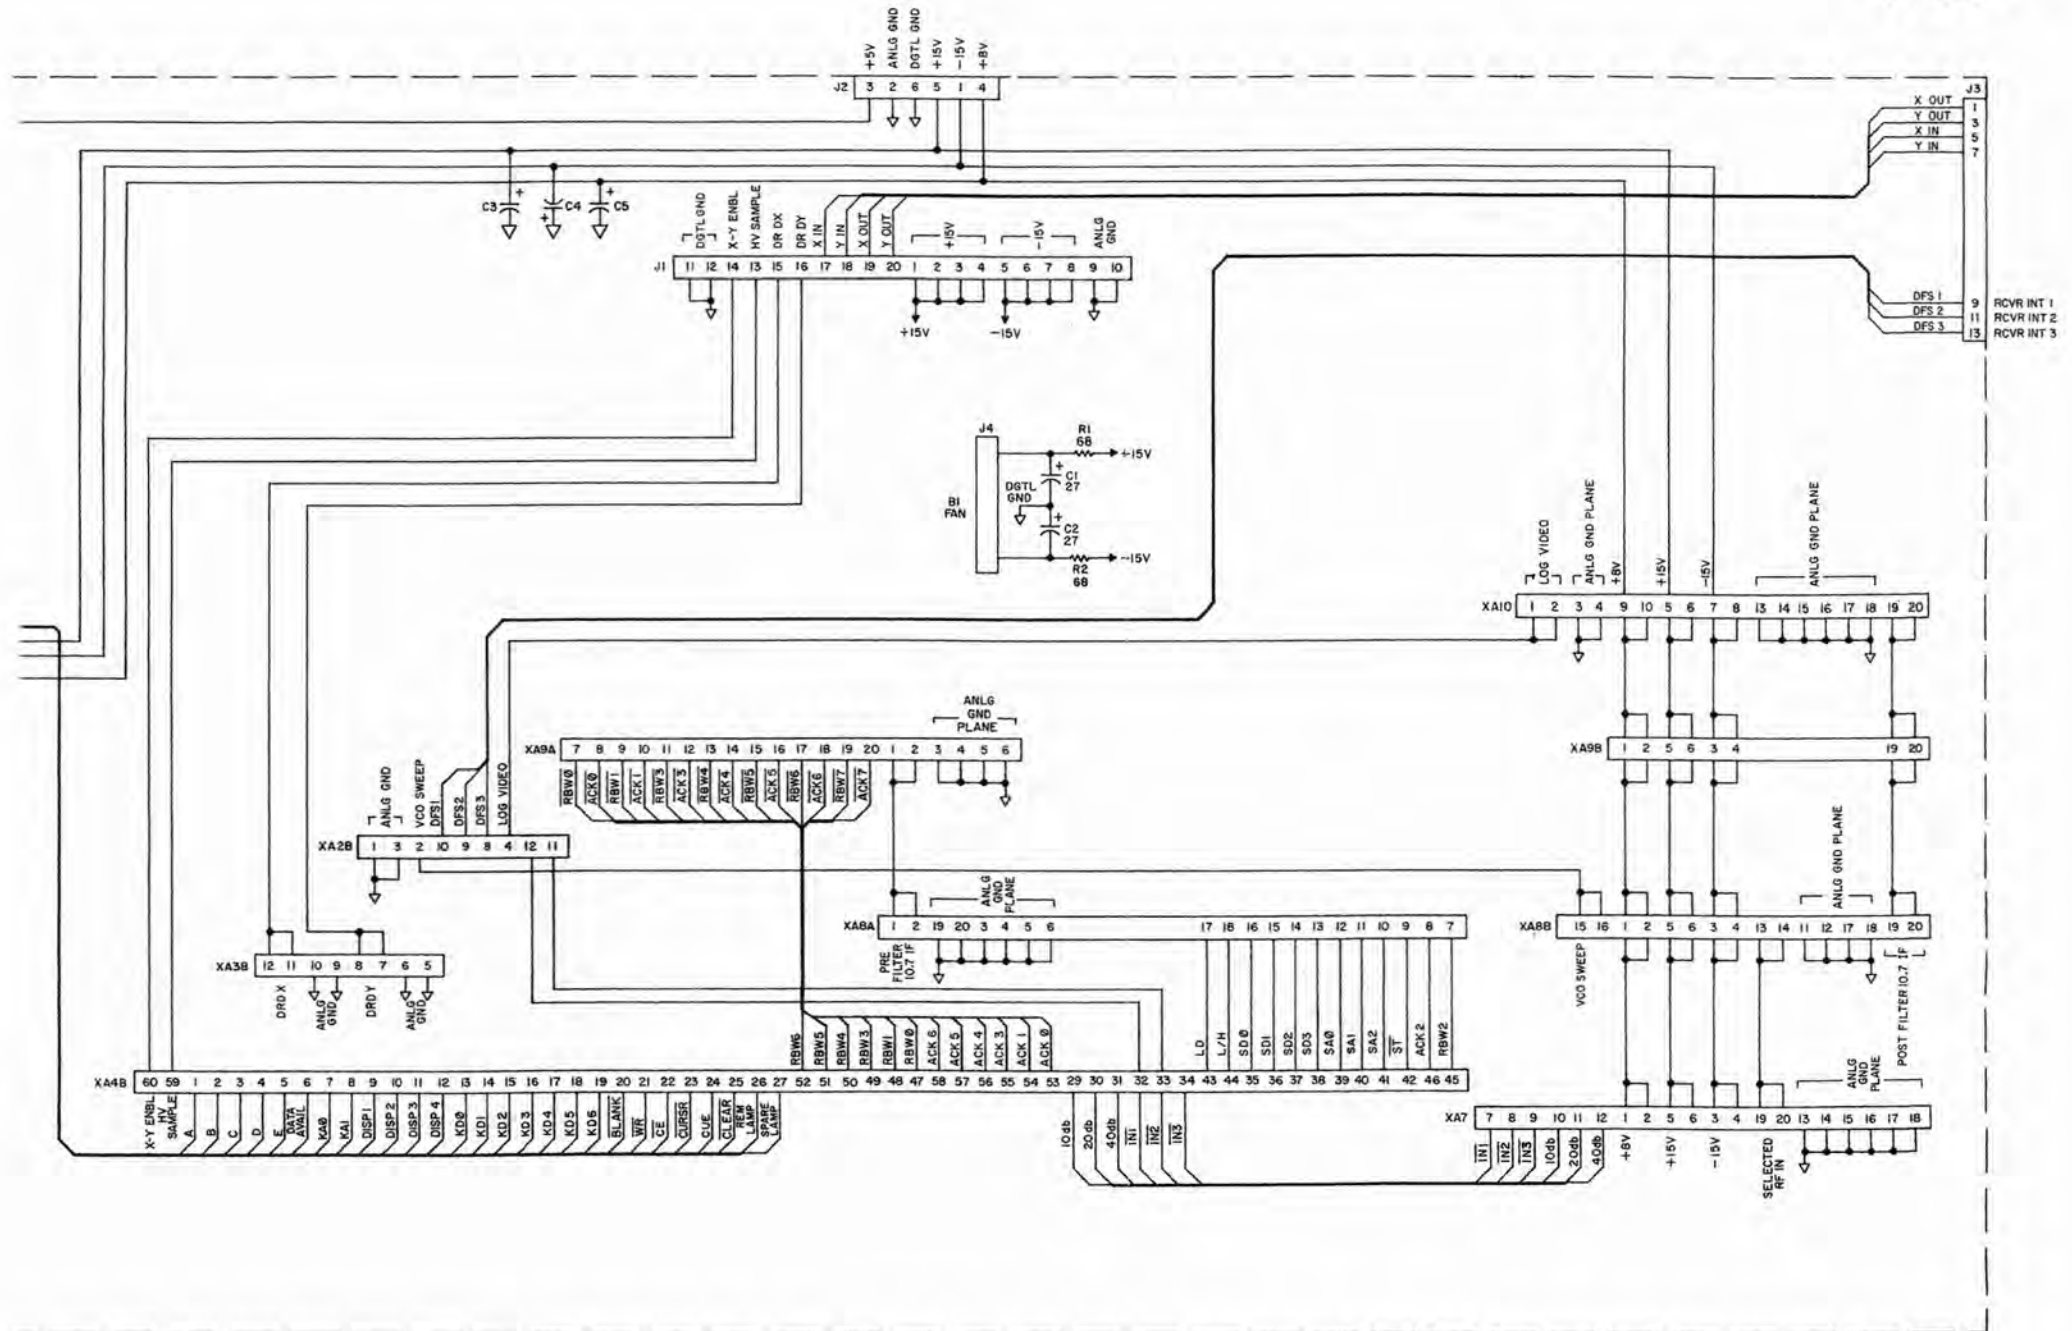 +5V
ANLG GND
DGTL GND
+15V
-15V
+8V
J2 3 2 6 5 1 4
J3
X OUT 1
Y OUT 3
X IN 5
Y IN 7
C3 + C4 + C5 +
DGTL GND
X-Y ENBL
HV SAMPLE
DR DX
DR DY
X IN
Y IN
X OUT
Y OUT
+15V
-15V
ANLG
GND
J1 11 12 14 13 15 16 17 18 19 20 1 2 3 4 5 6 7 8 9 10
+15V -15V
DFS 1 9 RCVR INT 1
DFS 2 11 RCVR INT 2
DFS 3 13 RCVR INT 3
J4
R1
68
+15V
+
C1
27
DGTL
GND
B1
FAN
+
C2
27
-15V
R2
68
LOG VIDEO
ANLG GND PLANE
+8V
+15V
-15V
ANLG GND PLANE
XA10 1 2 3 4 9 10 5 6 7 8 13 14 15 16 17 18 19 20
ANLG
GND
PLANE
XA9A 7 8 9 10 11 12 13 14 15 16 17 18 19 20 1 2 3 4 5 6
RBW0
ACK0
RBW1
ACK1
RBW3
ACK3
RBW4
ACK4
RBW5
ACK5
RBW6
ACK6
RBW7
ACK7
XA9B 1 2 5 6 3 4 19 20
ANLG GND
VCO SWEEP
DFS1
DFS2
DFS3
LOG VIDEO
XA2B 1 3 2 10 9 8 4 12 11
ANLG
GND
PLANE
XA8A 1 2 19 20 3 4 5 6 17 18 16 15 14 13 12 11 10 9 8 7
PRE
FILTER
10.7 IF
ANLG GND PLANE
XA8B 15 16 1 2 5 6 3 4 13 14 11 12 17 18 19 20
VCO SWEEP
POST FILTER 10.7 IF
XA3B 12 11 10 9 8 7 6 5
DRDX
ANLG
GND
DRDY
ANLG
GND
RBW6
RBW5
RBW4
RBW3
RBW1
RBW0
ACK 6
ACK 5
ACK 4
ACK 3
ACK 1
ACK 0
LD
L/H
SD0
SD1
SD2
SD3
SA0
SA1
SA2
ST
ACK2
RBW2
XA4B 60 59 1 2 3 4 5 6 7 8 9 10 11 12 13 14 15 16 17 18 19 20 21 22 23 24 25 26 27 52 51 50 49 48 47 58 57 56 55 54 53 29 30 31 32 33 34 43 44 35 36 37 38 39 40 41 42 46 45
X-Y ENBL
HV
SAMPLE
A
B
C
D
E
DATA
AVAIL
KA0
KA1
DISP1
DISP2
DISP3
DISP4
KD0
KD1
KD2
KD3
KD4
KD5
KD6
BLANK
WR
CE
CURSR
CUE
CLEAR
REM
LAMP
SPARE
LAMP
10db
20db
40db
IN1
IN2
IN3
ANLG
GND
PLANE
XA7 7 8 9 10 11 12 1 2 5 6 3 4 19 20 13 14 15 16 17 18
IN1
IN2
IN3
10db
20db
40db
+8V
+15V
-15V
SELECTED
RF IN